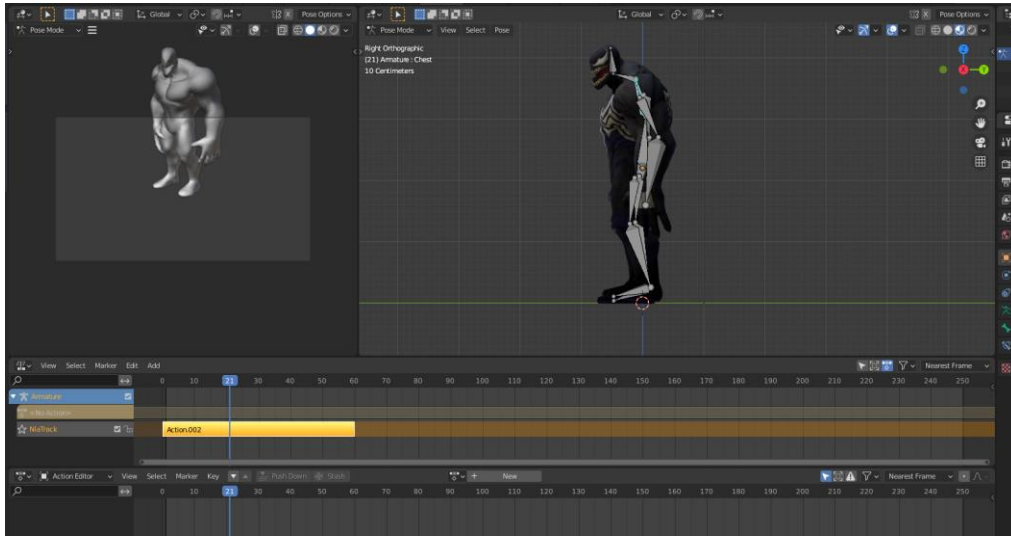 Global
Pose Options
Pose Mode
Global
X
Pose Options
Pose Mode View Select Pose
Right Orthographic
(21) Armature : Chest
10 Centimeters
Z
X
Y
View Select Marker Edit Add
Nearest Frame
0 10 21 30 40 50 60 70 80 90 100 110 120 130 140 150 160 170 180 190 200 210 220 230 240 250
Armature
<No Action>
NlaTrack
Action.002
Action Editor View Select Marker Key Push Down Stash
+ New
Nearest Frame
0 10 21 30 40 50 60 70 80 90 100 110 120 130 140 150 160 170 180 190 200 210 220 230 240 250